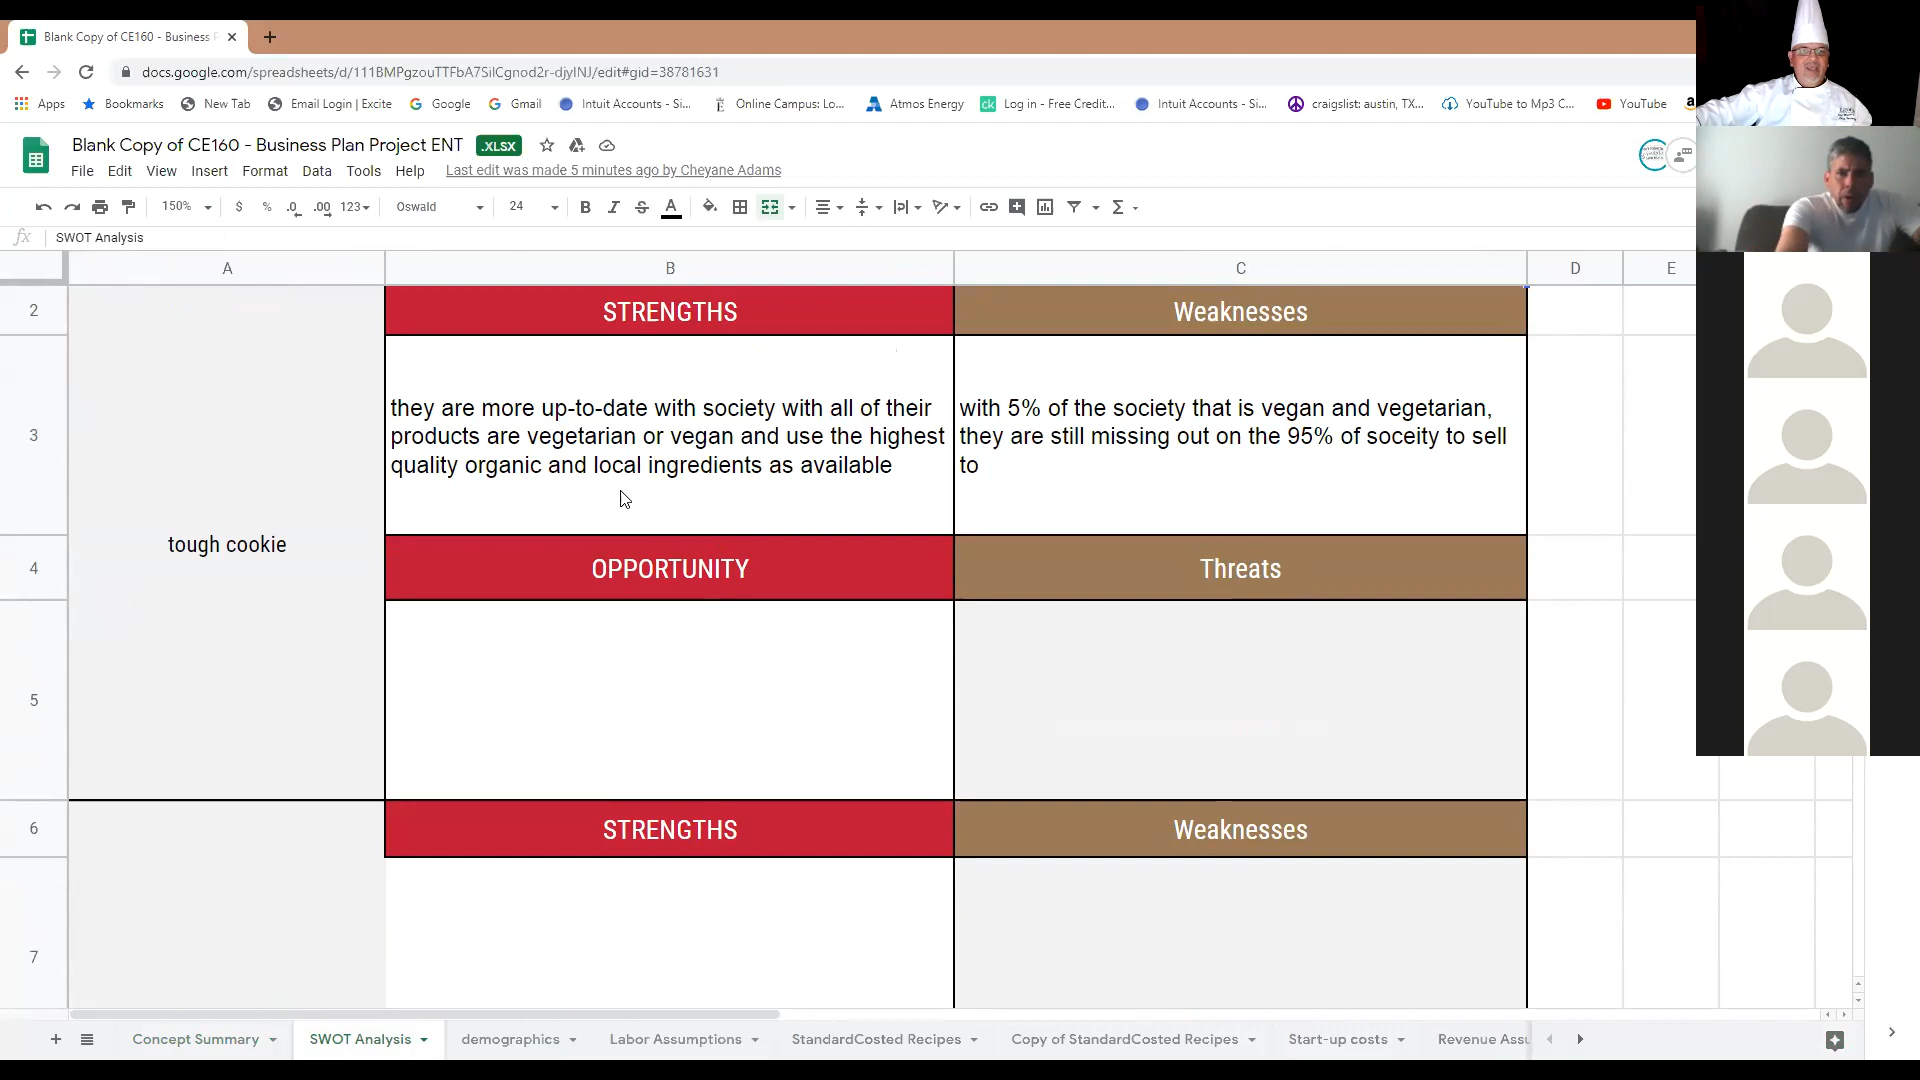 Blank Copy of CE160 - Business P
docs.google.com/spreadsheets/d/111BMPgzouTTFbA7SilCgnod2r-djyINJ/edit#gid=38781631
Apps Bookmarks New Tab Email Login | Excite Google Gmail Intuit Accounts - Si... Online Campus: Lo... Atmos Energy Log in - Free Credit... Intuit Accounts - Si... craigslist: austin, TX... YouTube to Mp3 C... YouTube
Blank Copy of CE160 - Business Plan Project ENT .XLSX
File Edit View Insert Format Data Tools Help Last edit was made 5 minutes ago by Cheyane Adams
150% $ % .0 .00 123 Oswald 24 B I S A Σ
fx SWOT Analysis
A B C D E
2 STRENGTHS Weaknesses
3
they are more up-to-date with society with all of their
products are vegetarian or vegan and use the highest
quality organic and local ingredients as available
with 5% of the society that is vegan and vegetarian,
they are still missing out on the 95% of soceity to sell
to
tough cookie
4 OPPORTUNITY Threats
5
6 STRENGTHS Weaknesses
7
Concept Summary SWOT Analysis demographics Labor Assumptions StandardCosted Recipes Copy of StandardCosted Recipes Start-up costs Revenue Assu